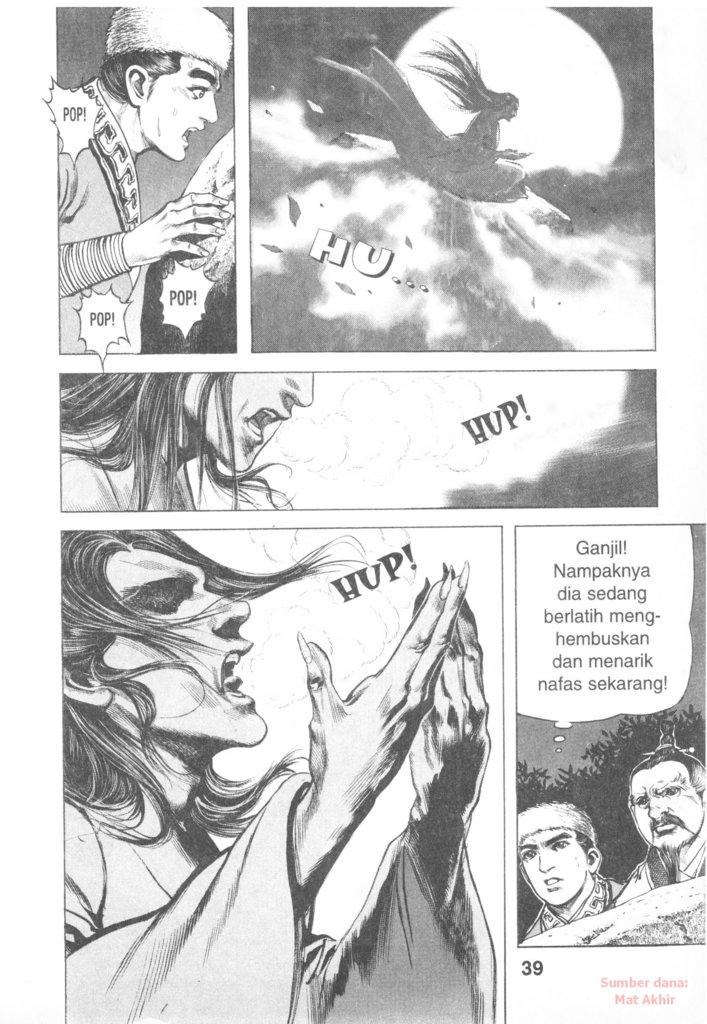 POP!
POP!
POP!
HU...
HUP!
HUP!
Ganjil!
Nampaknya
dia sedang
berlatih meng-
hembuskan
dan menarik
nafas sekarang!
39
Sumber dana:
Mat Akhir